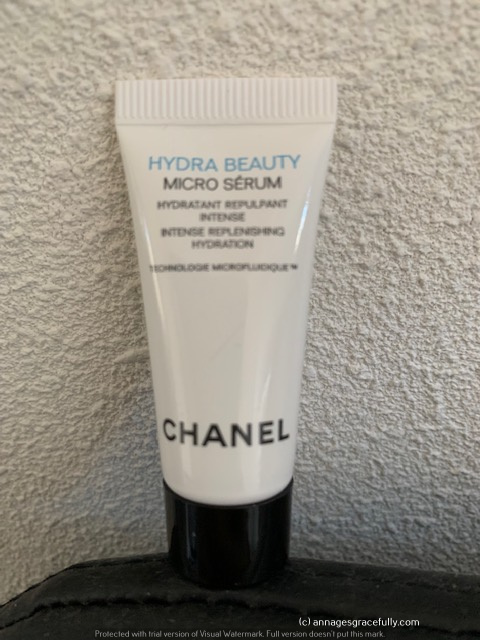 HYDRA BEAUTY
MICRO SÉRUM
HYDRATANT REPULPANT
INTENSE
INTENSE REPLENISHING
HYDRATION
TECHNOLOGIE MICROFLUIDIQUE™
CHANEL
(c) annagesgracefully.com
Protected with trial version of Visual Watermark. Full version doesn't put this mark.